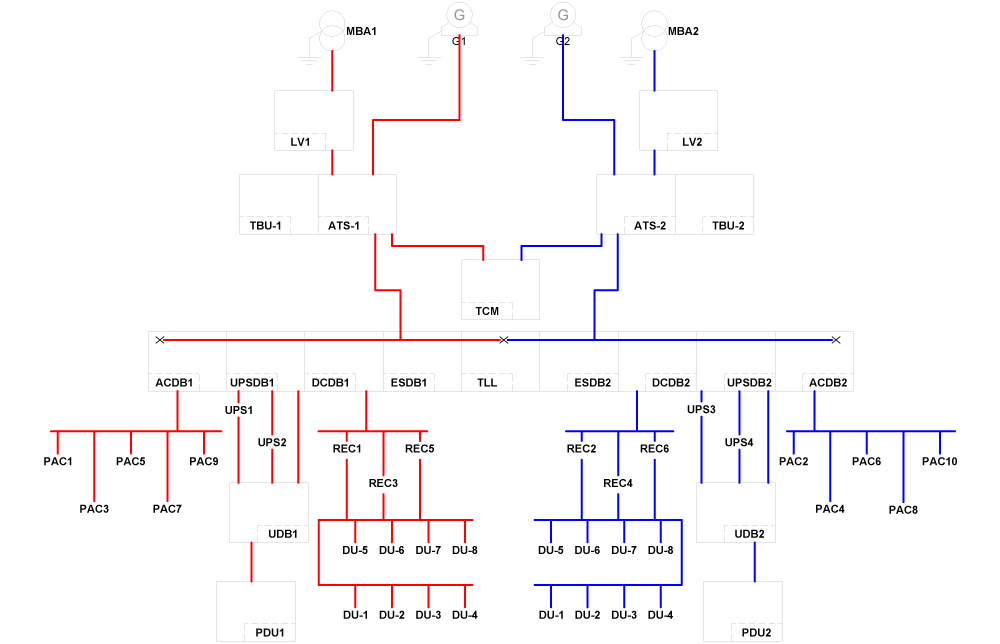 G
G
MBA1
G1
G2
MBA2
LV1
LV2
TBU-1
ATS-1
ATS-2
TBU-2
TCM
ACDB1
UPSDB1
DCDB1
ESDB1
TLL
ESDB2
DCDB2
UPSDB2
ACDB2
UPS1
UPS3
UPS2
UPS4
REC1
REC5
REC2
REC6
PAC1
PAC5
PAC9
PAC2
PAC6
PAC10
REC3
REC4
PAC3
PAC7
PAC4
PAC8
UDB1
UDB2
DU-5
DU-6
DU-7
DU-8
DU-5
DU-6
DU-7
DU-8
DU-1
DU-2
DU-3
DU-4
DU-1
DU-2
DU-3
DU-4
PDU1
PDU2